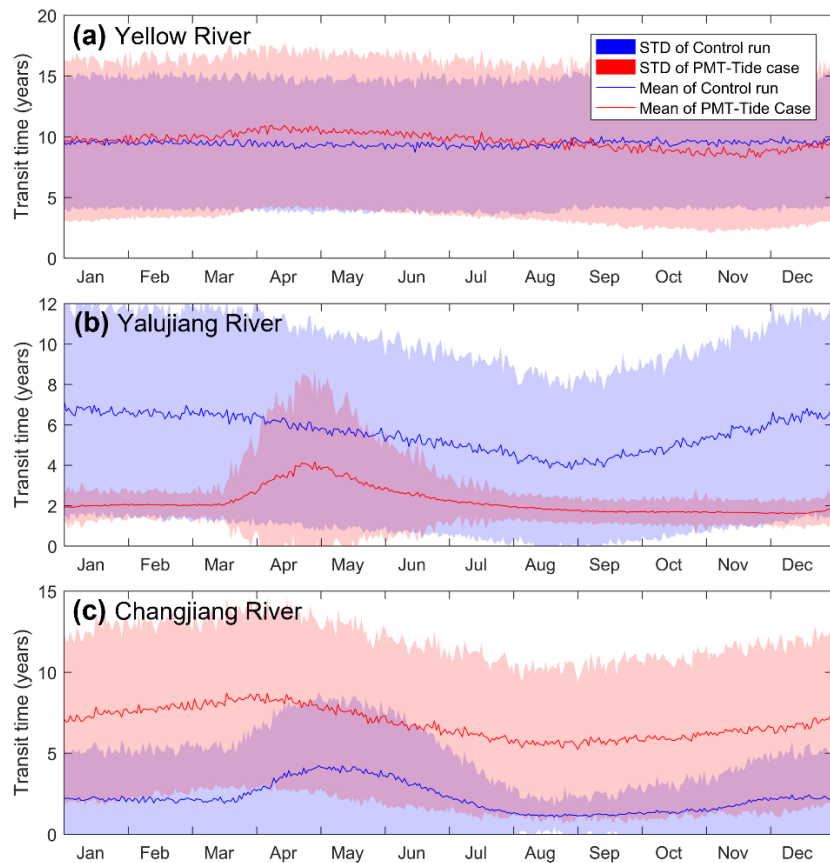 (a) Yellow River
STD of Control run
STD of PMT-Tide case
Mean of Control run
Mean of PMT-Tide Case
Transit time (years)
20
15
10
5
0
Jan Feb Mar Apr May Jun Jul Aug Sep Oct Nov Dec
(b) Yalujiang River
Transit time (years)
12
10
8
6
4
2
0
Jan Feb Mar Apr May Jun Jul Aug Sep Oct Nov Dec
(c) Changjiang River
Transit time (years)
15
10
5
0
Jan Feb Mar Apr May Jun Jul Aug Sep Oct Nov Dec